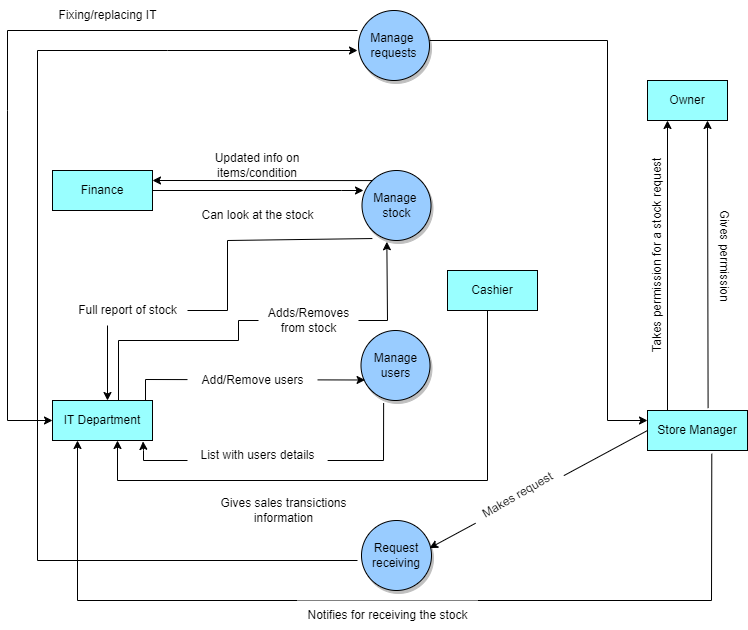 Fixing/replacing IT
Manage
requests
Owner
Updated info on
items/condition
Finance
Manage
stock
Can look at the stock
Takes permission for a stock request
Gives permission
Cashier
Full report of stock
Adds/Removes
from stock
Manage
users
Add/Remove users
IT Department
Store Manager
List with users details
Makes request
Gives sales transictions
information
Request
receiving
Notifies for receiving the stock